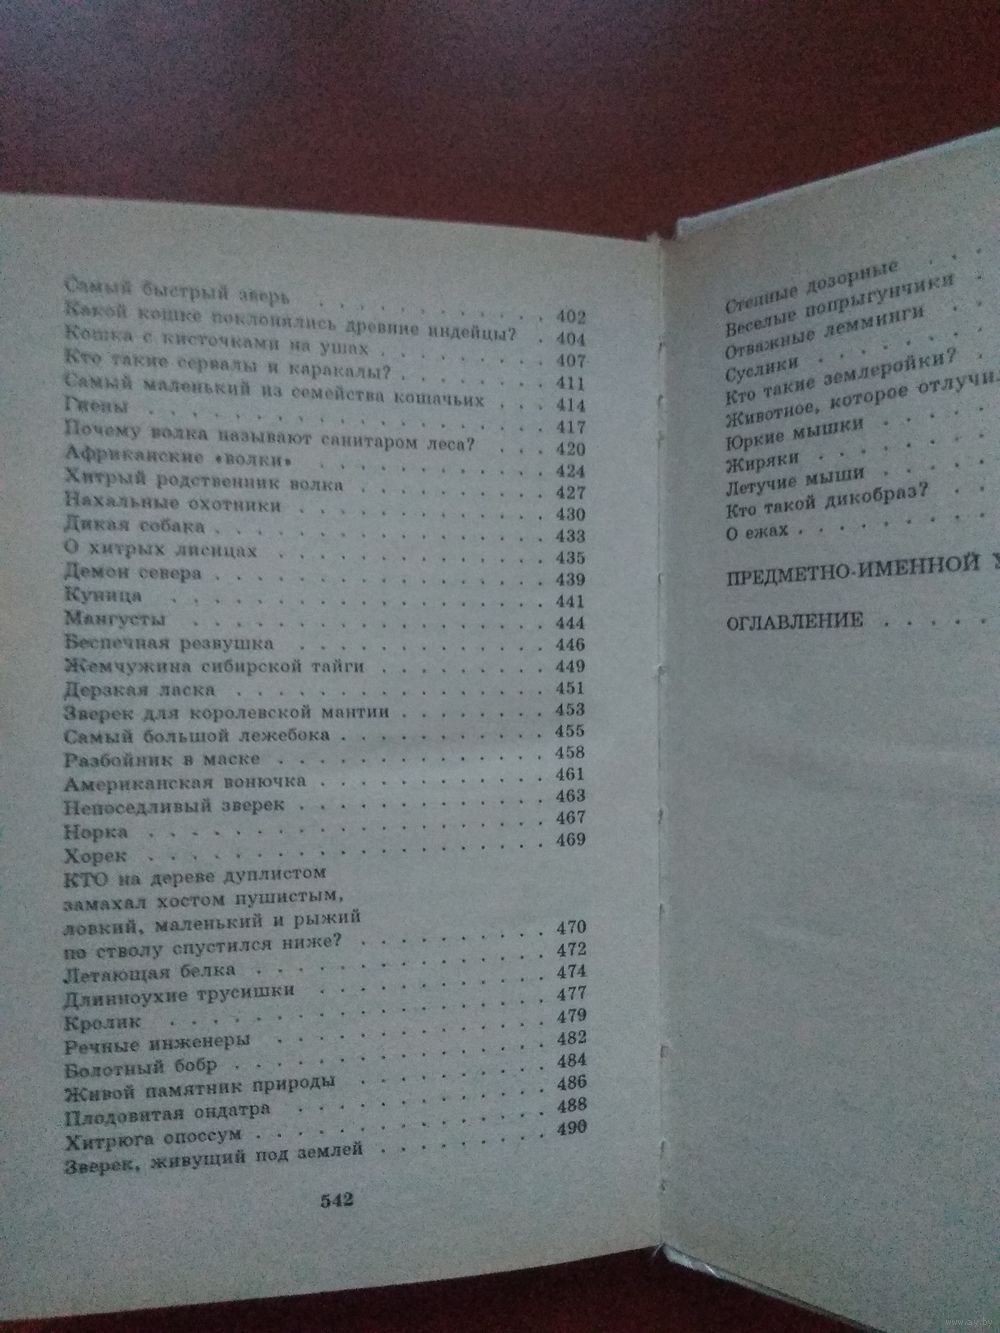 Самый быстрый зверь . . . . . . . . . . . 402
Какой кошке поклонялись древние индейцы? . 404
Кошка с кисточками на ушах . . . . . . . . 407
Кто такие сервалы и каракалы? . . . . . . . 411
Самый маленький из семейства кошачьих . . . 414
Гиены . . . . . . . . . . . . . . . 417
Почему волка называют санитаром леса? . . . 420
Африканские «волки» . . . . . . . . . . . 424
Хитрый родственник волка . . . . . . . . . 427
Нахальные охотники . . . . . . . . . . . 430
Дикая собака . . . . . . . . . . . . . . 433
О хитрых лисицах . . . . . . . . . . . . 435
Демон севера . . . . . . . . . . . . . . 439
Куница . . . . . . . . . . . . . . . 441
Мангусты . . . . . . . . . . . . . . 444
Беспечная резвушка . . . . . . . . . . . 446
Жемчужина сибирской тайги . . . . . . . . 449
Дерзкая ласка . . . . . . . . . . . . . 451
Зверек для королевской мантии . . . . . . . 453
Самый большой лежебока . . . . . . . . . . 455
Разбойник в маске . . . . . . . . . . . . 458
Американская вонючка . . . . . . . . . . 461
Непоседливый зверек . . . . . . . . . . . 463
Норка . . . . . . . . . . . . . . . 467
Хорек . . . . . . . . . . . . . . . 469
КТО на дереве дуплистом
замахал хостом пушистым,
ловкий, маленький и рыжий
по стволу спустился ниже? . . . . . . . . . 470
Летающая белка . . . . . . . . . . . . 472
Длинноухие трусишки . . . . . . . . . . 474
Кролик . . . . . . . . . . . . . . . 477
Речные инженеры . . . . . . . . . . . . 479
Болотный бобр . . . . . . . . . . . . . 482
Живой памятник природы . . . . . . . . . 484
Плодовитая ондатра . . . . . . . . . . . 486
Хитрюга опоссум . . . . . . . . . . . . 488
Зверек, живущий под землей . . . . . . . . 490
542
Степные дозорные . . .
Веселые попрыгунчики .
Отважные лемминги . .
Суслики . . . . . .
Кто такие землеройки? .
Животное, которое отлучил
Юркие мышки . . . .
Жиряки . . . . . .
Летучие мыши . . . .
Кто такой дикобраз? . .
О ежах . . . . . . .
ПРЕДМЕТНО-ИМЕННОЙ У
ОГЛАВЛЕНИЕ . . . . .
www.ay.by